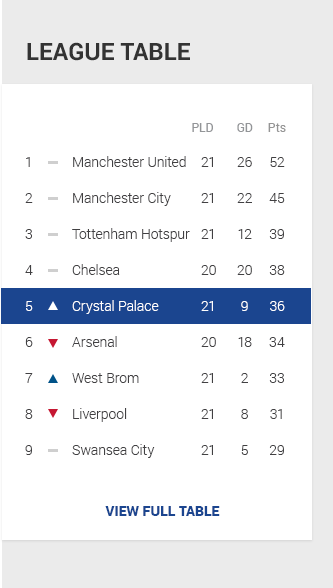 LEAGUE TABLE
PLD GD Pts
1 Manchester United 21 26 52
2 Manchester City 21 22 45
3 Tottenham Hotspur 21 12 39
4 Chelsea 20 20 38
5 Crystal Palace 21 9 36
6 Arsenal 20 18 34
7 West Brom 21 2 33
8 Liverpool 21 8 31
9 Swansea City 21 5 29
VIEW FULL TABLE